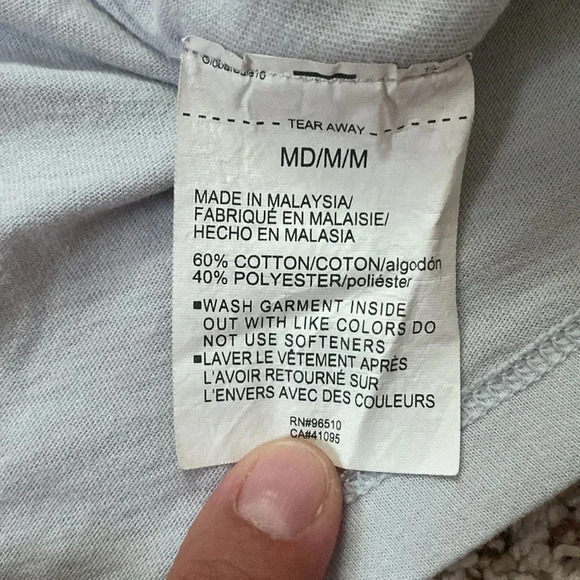 TEAR AWAY
MD/M/M
MADE IN MALAYSIA/
FABRIQUÉ EN MALAISIE/
HECHO EN MALASIA
60% COTTON/COTON/algodón
40% POLYESTER/poliéster
▪WASH GARMENT INSIDE
OUT WITH LIKE COLORS DO
NOT USE SOFTENERS
▪LAVER LE VÊTEMENT APRÈS
L'AVOIR RETOURNÉ SUR
L'ENVERS AVEC DES COULEURS
RN#96510
CA#41095